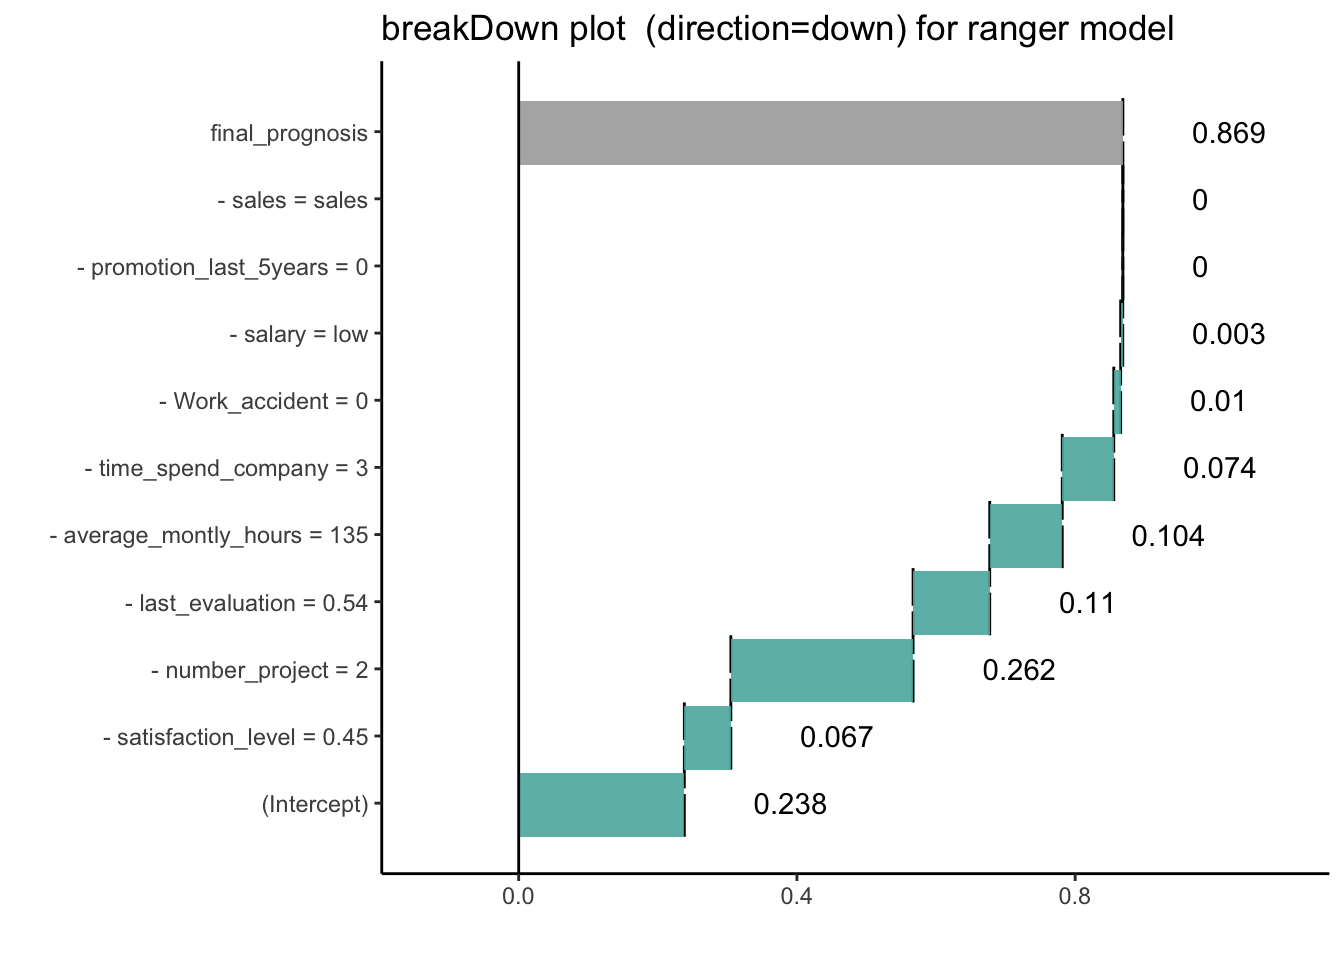 breakDown plot  (direction=down) for ranger model
final_prognosis 0.869
- sales = sales 0
- promotion_last_5years = 0 0
- salary = low 0.003
- Work_accident = 0 0.01
- time_spend_company = 3 0.074
- average_montly_hours = 135 0.104
- last_evaluation = 0.54 0.11
- number_project = 2 0.262
- satisfaction_level = 0.45 0.067
(Intercept) 0.238
0.0 0.4 0.8